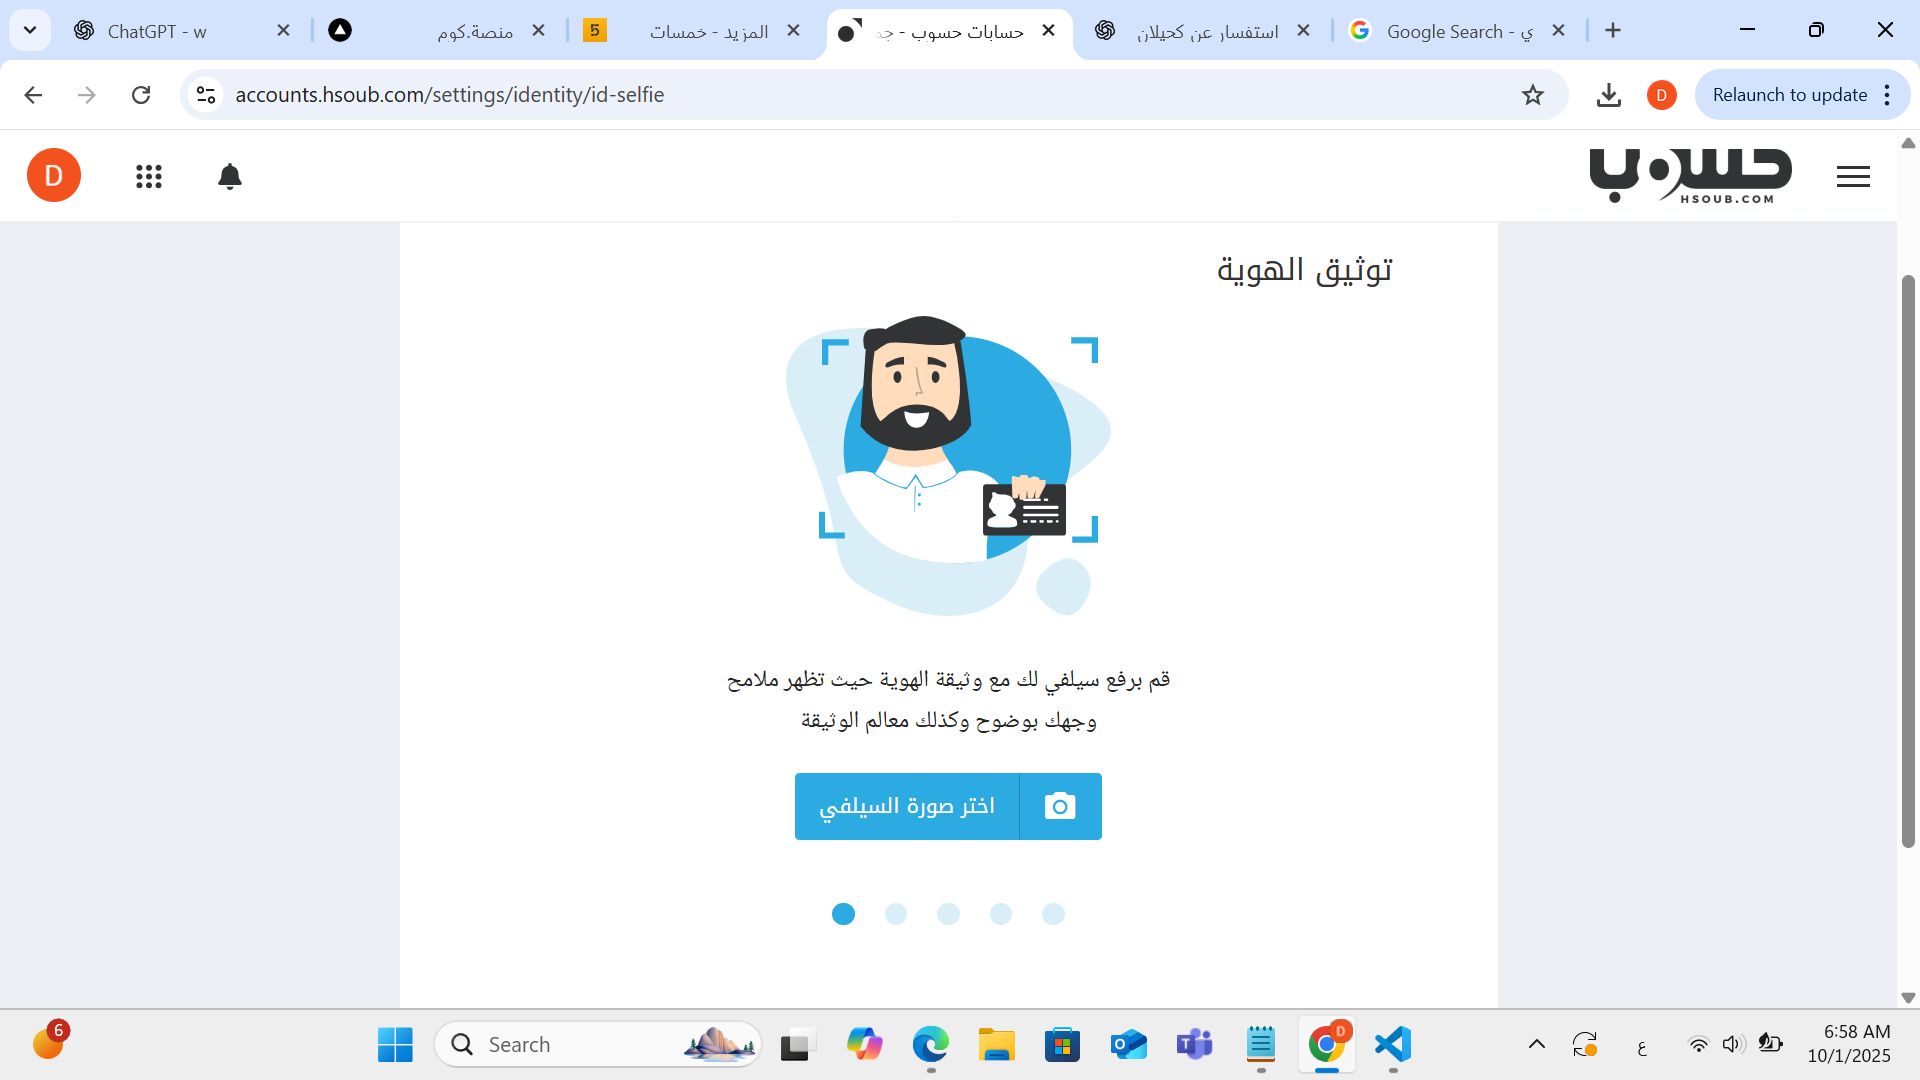 ChatGPT - w
منصة.كوم
المزيد - خمسات
حسابات حسوب - جد
استفسار عن كحيلان
Google Search - ي
accounts.hsoub.com/settings/identity/id-selfie
D
Relaunch to update
D
حسوب
HSOUB.COM
توثيق الهوية
قم برفع سيلفي لك مع وثيقة الهوية حيث تظهر ملامح
وجهك بوضوح وكذلك معالم الوثيقة
اختر صورة السيلفي
6
Search
D
ع
6:58 AM
10/1/2025